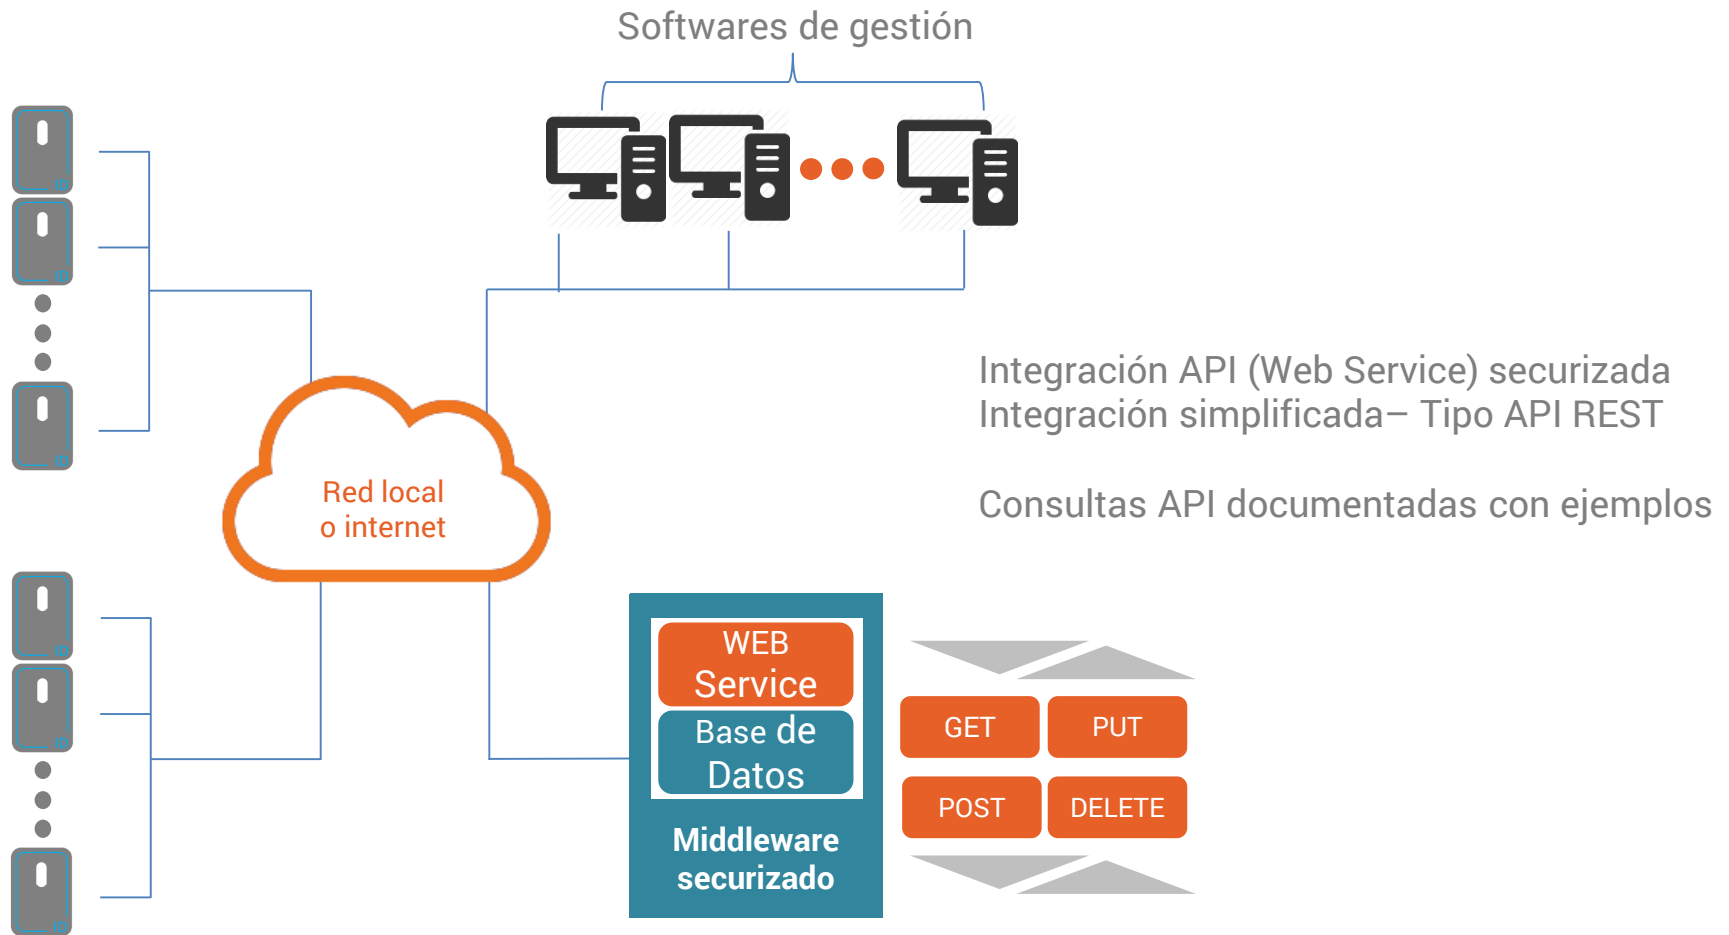 Softwares de gestión
Integración API (Web Service) securizada
Integración simplificada– Tipo API REST
Consultas API documentadas con ejemplos
Red local
o internet
WEB
Service
Base de
Datos
Middleware
securizado
GET
PUT
POST
DELETE